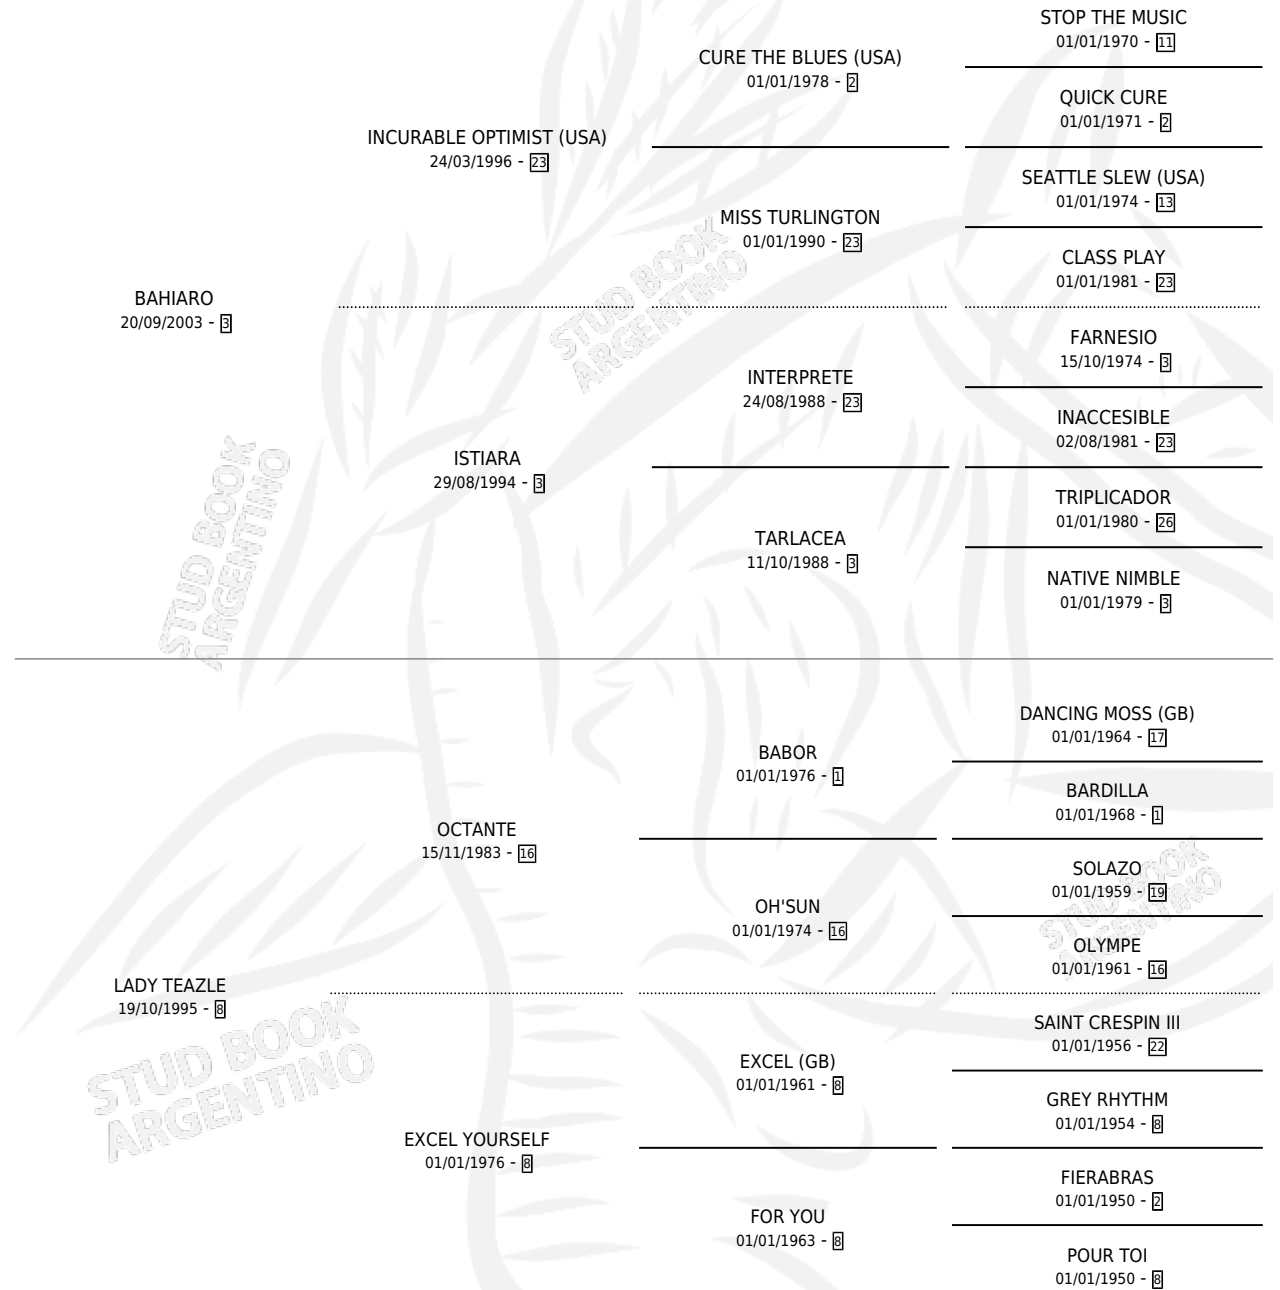 STOP THE MUSIC
01/01/1970 - 11
CURE THE BLUES (USA)
01/01/1978 - 2
QUICK CURE
01/01/1971 - 2
INCURABLE OPTIMIST (USA)
24/03/1996 - 23
SEATTLE SLEW (USA)
01/01/1974 - 13
MISS TURLINGTON
01/01/1990 - 23
CLASS PLAY
01/01/1981 - 23
BAHIARO
20/09/2003 - 3
STUD BOOK
ARGENTINO
FARNESIO
15/10/1974 - 3
INTERPRETE
24/08/1988 - 23
INACCESIBLE
02/08/1981 - 23
ISTIARA
29/08/1994 - 3
TRIPLICADOR
01/01/1980 - 26
TARLACEA
11/10/1988 - 3
NATIVE NIMBLE
01/01/1979 - 3
STUD BOOK
ARGENTINO
DANCING MOSS (GB)
01/01/1964 - 17
BABOR
01/01/1976 - 1
BARDILLA
01/01/1968 - 1
OCTANTE
15/11/1983 - 16
SOLAZO
01/01/1959 - 19
OH'SUN
01/01/1974 - 16
OLYMPE
01/01/1961 - 16
STUD BOOK
ARGENTINO
LADY TEAZLE
19/10/1995 - 8
SAINT CRESPIN III
01/01/1956 - 22
EXCEL (GB)
01/01/1961 - 8
GREY RHYTHM
01/01/1954 - 8
STUD BOOK
ARGENTINO
EXCEL YOURSELF
01/01/1976 - 8
FIERABRAS
01/01/1950 - 2
FOR YOU
01/01/1963 - 8
POUR TOI
01/01/1950 - 8